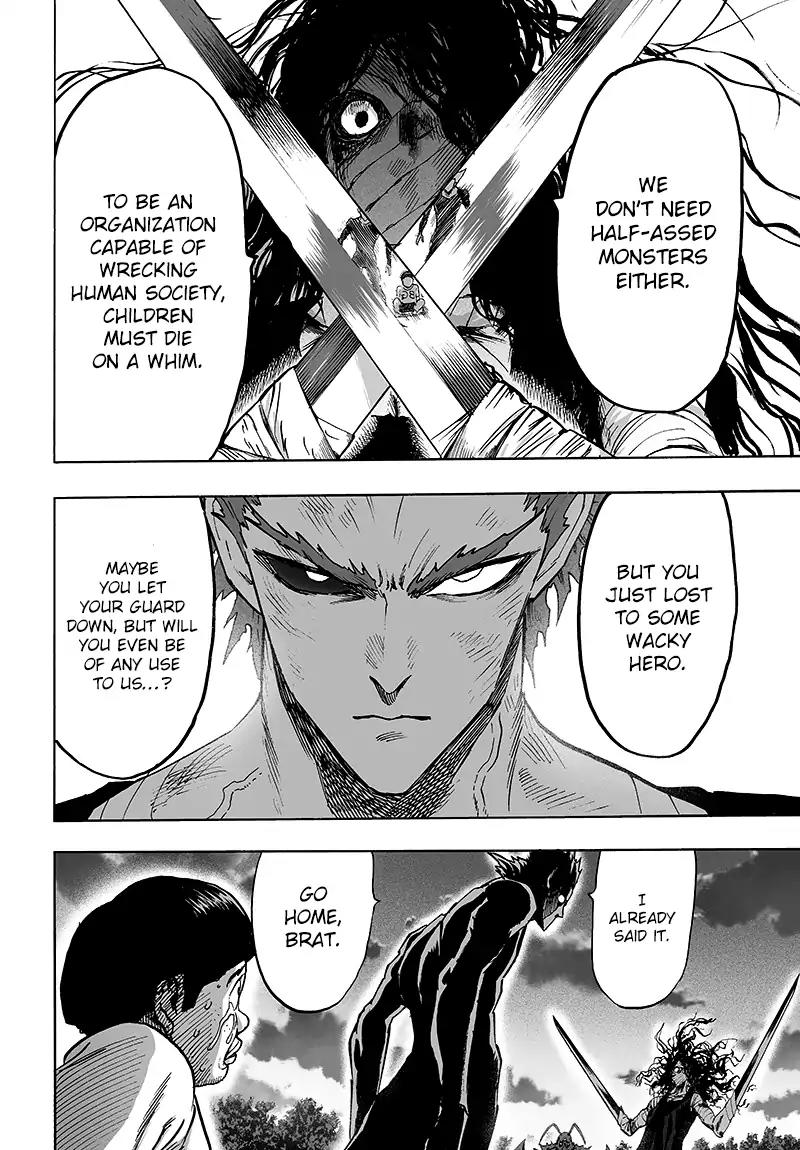 WE
DON'T NEED
HALF-ASSED
MONSTERS
EITHER.
TO BE AN
ORGANIZATION
CAPABLE OF
WRECKING
HUMAN SOCIETY,
CHILDREN
MUST DIE
ON A WHIM.
BUT YOU
JUST LOST
TO SOME
WACKY
HERO.
MAYBE
YOU LET
YOUR GUARD
DOWN, BUT WILL
YOU EVEN BE
OF ANY USE
TO US...?
I
ALREADY
SAID IT.
GO
HOME,
BRAT.